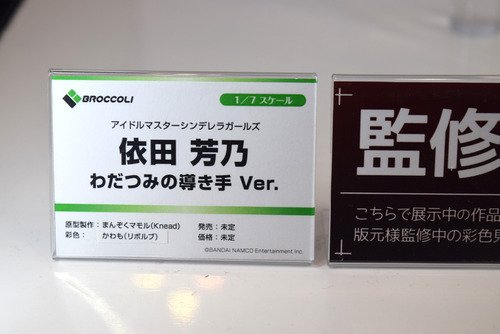 BROCCOLI
1/7 スケール
アイドルマスターシンデレラガールズ
依田 芳乃
わだつみの導き手 Ver.
原型製作：まんぞくマモル(Knead) 発売：未定
彩色： かわも(リボルブ) 価格：未定
©BANDAI NAMCO Entertainment Inc.
監修
こちらで展示中の作品
版元様監修中の彩色見